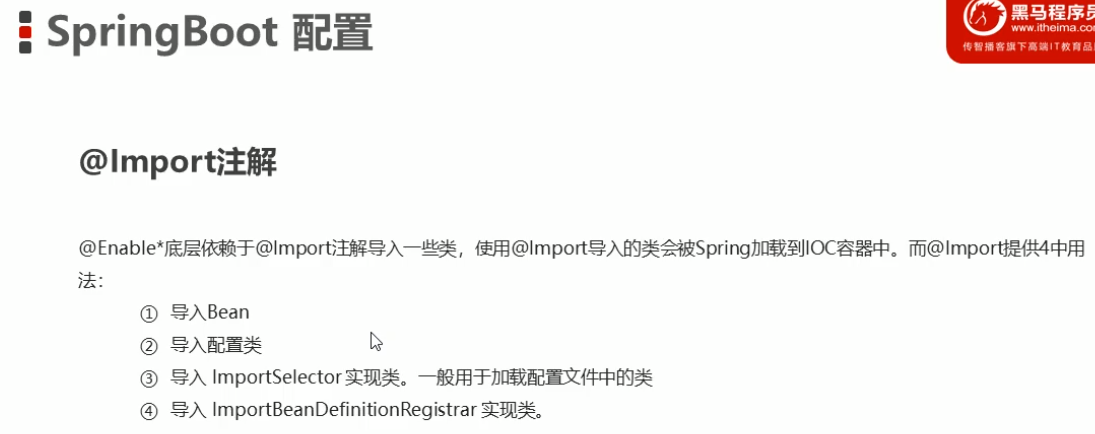 SpringBoot 配置
黑马程序员
www.itheima.com
传智播客旗下高端IT教育品
@Import注解
@Enable*底层依赖于@Import注解导入一些类，使用@Import导入的类会被Spring加载到IOC容器中。而@Import提供4中用
法：
① 导入Bean
② 导入配置类
③ 导入 ImportSelector 实现类。一般用于加载配置文件中的类
④ 导入 ImportBeanDefinitionRegistrar 实现类。